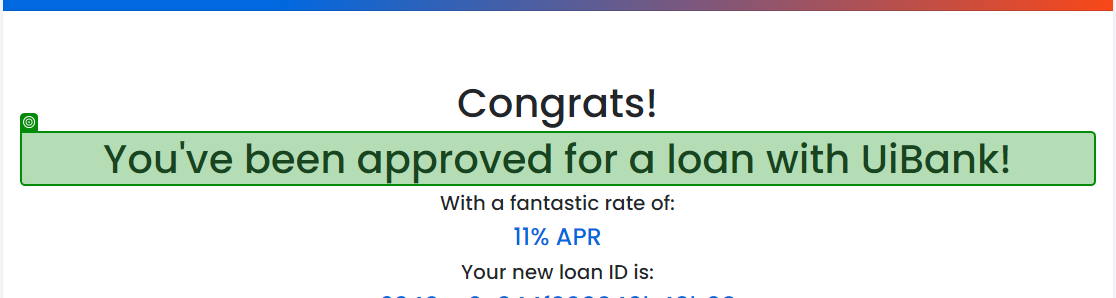 Congrats!
You've been approved for a loan with UiBank!
With a fantastic rate of:
11% APR
Your new loan ID is: